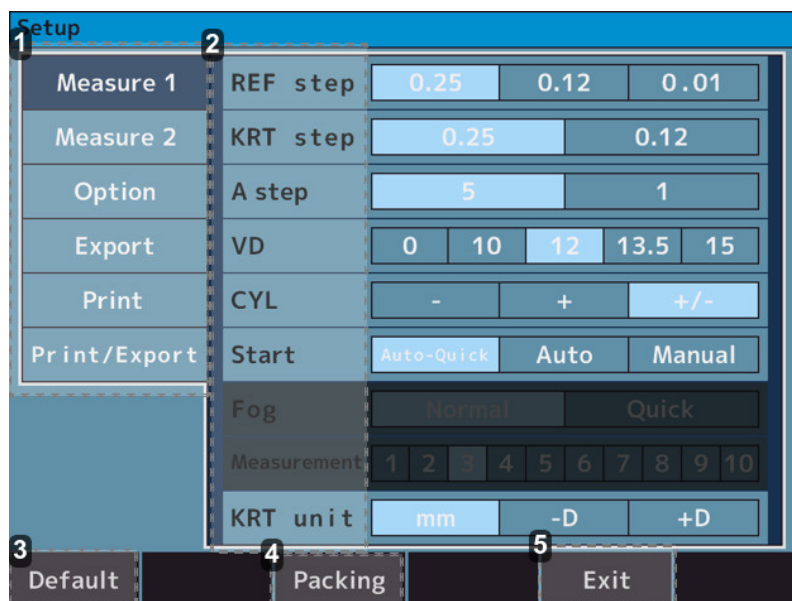 Setup
1
2
Measure 1
Measure 2
Option
Export
Print
Print/Export
REF step 0.25 0.12 0.01
KRT step 0.25 0.12
A step 5 1
VD 0 10 12 13.5 15
CYL - + +/-
Start Auto-Quick Auto Manual
Fog Normal Quick
Measurement 1 2 3 4 5 6 7 8 9 10
KRT unit mm -D +D
3
4
5
Default Packing Exit